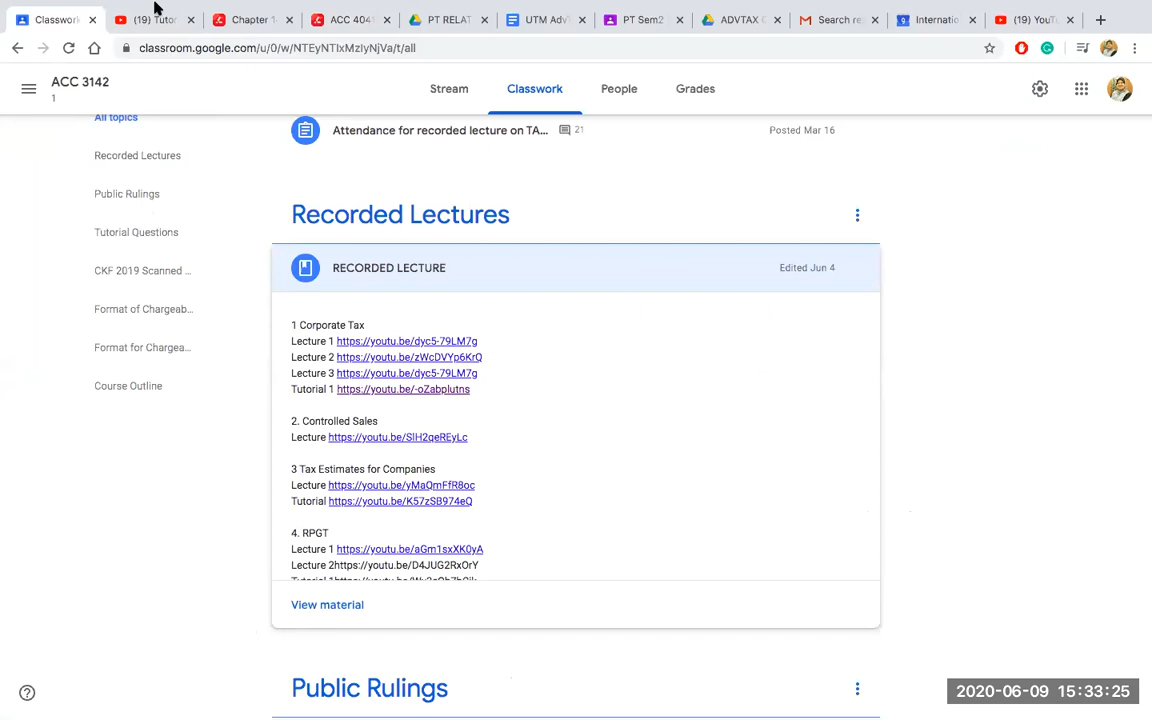 Classwork
(19) Tutor
Chapter 1
ACC 4041
PT RELAT
UTM Adv
PT Sem2
ADVTAX
Search re
Internatio
(19) YouT
classroom.google.com/u/0/w/NTEyNTIxMzIyNjVa/t/all
ACC 3142
1
Stream
Classwork
People
Grades
All topics
Recorded Lectures
Public Rulings
Tutorial Questions
CKF 2019 Scanned ...
Format of Chargeab...
Format for Chargea...
Course Outline
Attendance for recorded lecture on TA...
21
Posted Mar 16
Recorded Lectures
RECORDED LECTURE
Edited Jun 4
1 Corporate Tax
Lecture 1 https://youtu.be/dyc5-79LM7g
Lecture 2 https://youtu.be/zWcDVYp6KrQ
Lecture 3 https://youtu.be/dyc5-79LM7g
Tutorial 1 https://youtu.be/-oZabplutns
2. Controlled Sales
Lecture https://youtu.be/SlH2qeREyLc
3 Tax Estimates for Companies
Lecture https://youtu.be/yMaQmFfR8oc
Tutorial https://youtu.be/K57zSB974eQ
4. RPGT
Lecture 1 https://youtu.be/aGm1sxXK0yA
Lecture 2https://youtu.be/D4JUG2RxOrY
View material
Public Rulings
2020-06-09 15:33:25